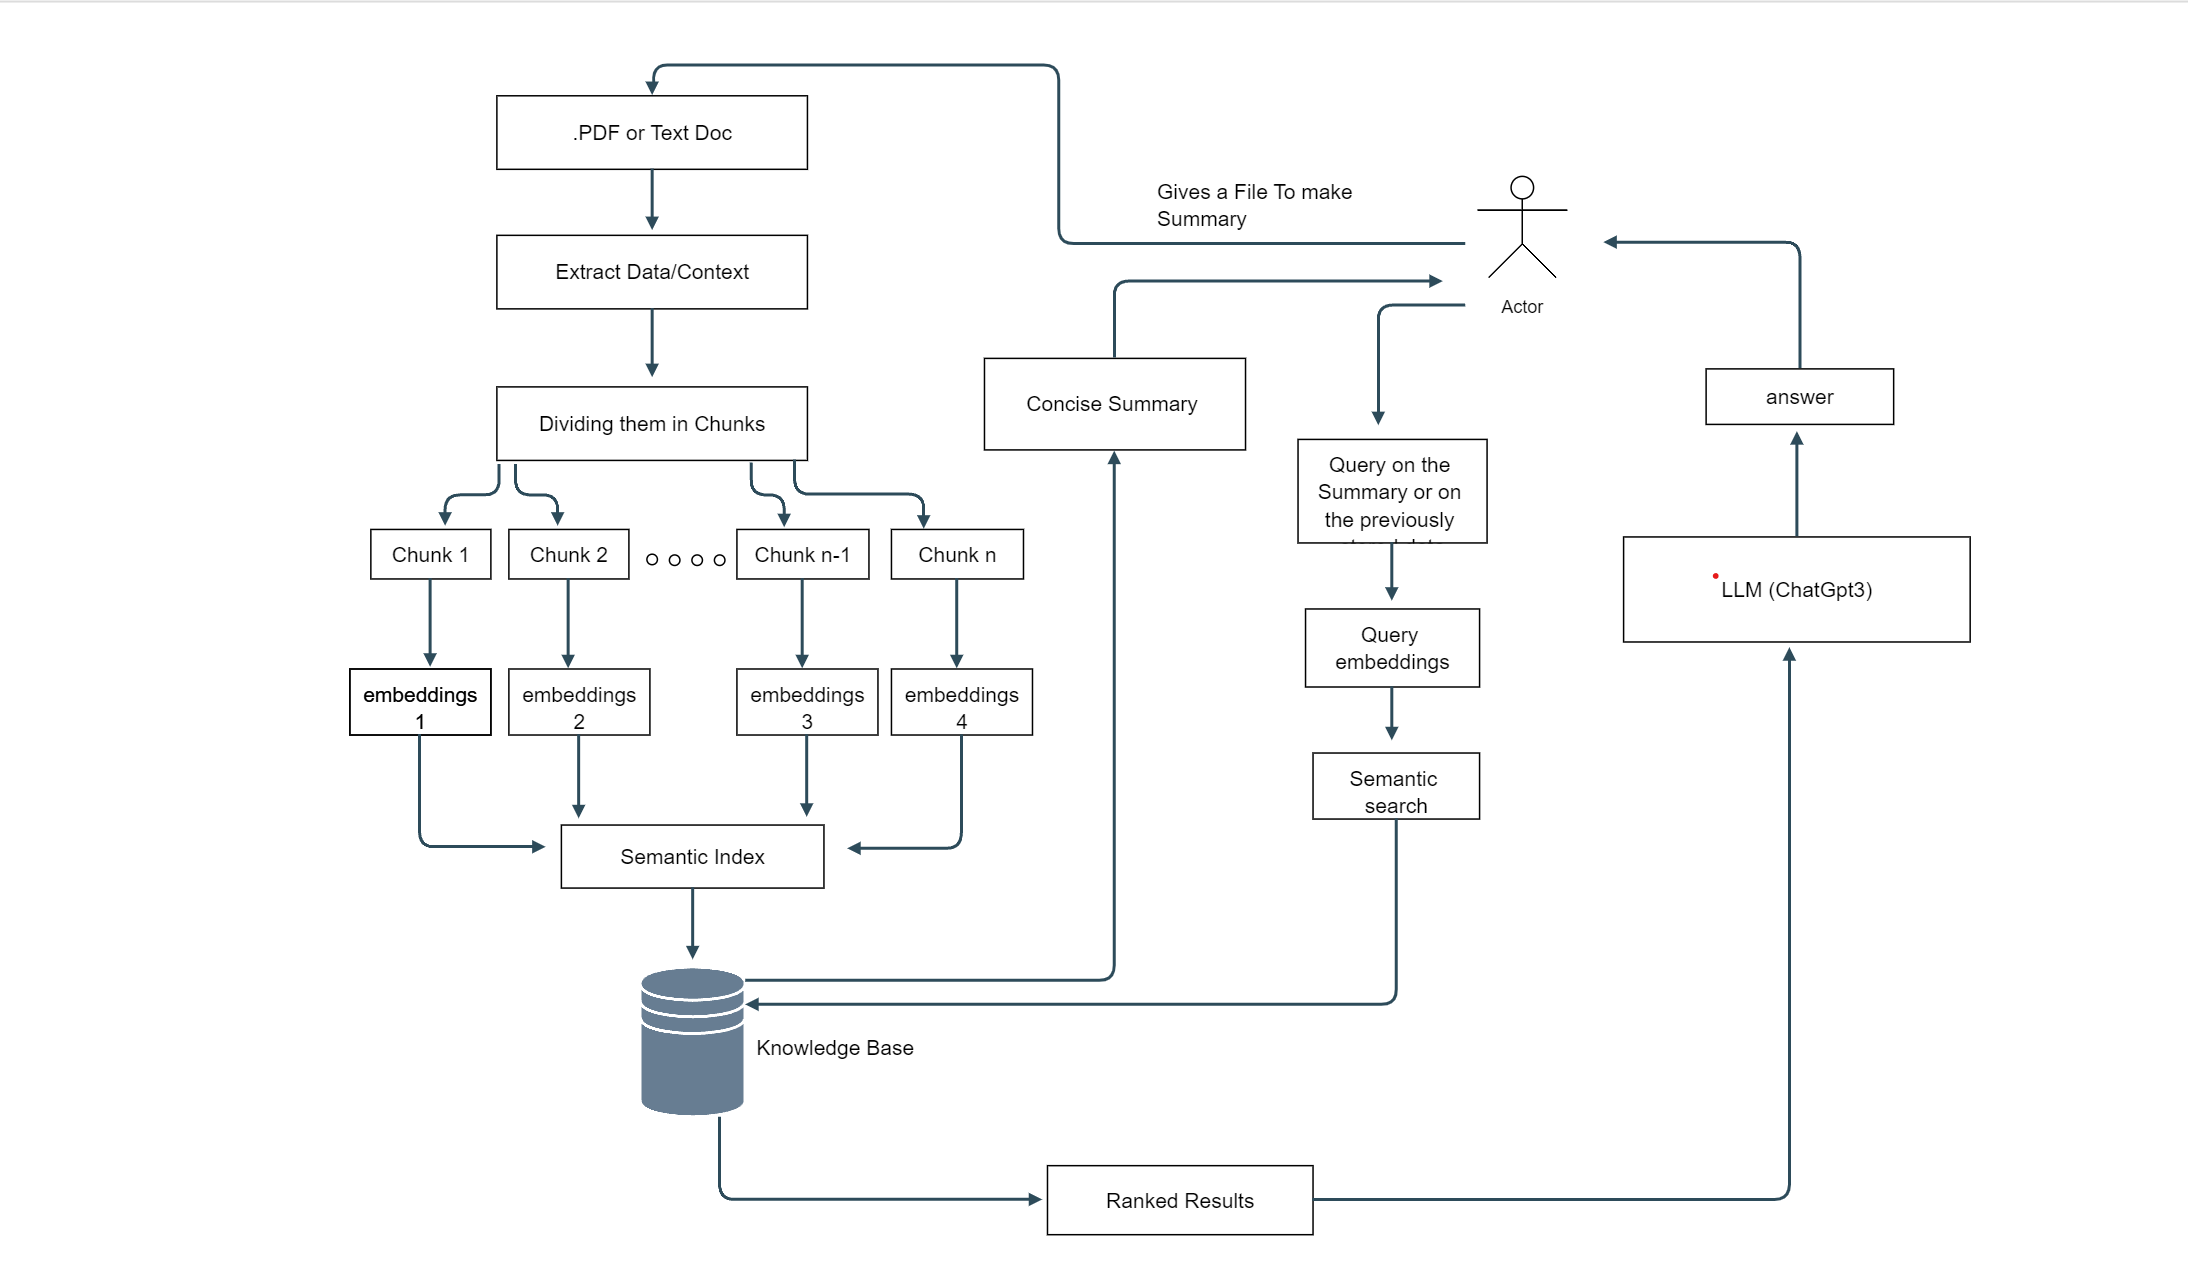 .PDF or Text Doc
Gives a File To make
Summary
Extract Data/Context
Actor
Dividing them in Chunks
Concise Summary
answer
Query on the
Summary or on
the previously
Chunk 1
Chunk 2
Chunk n-1
Chunk n
LLM (ChatGpt3)
Query
embeddings
embeddings
1
embeddings
2
embeddings
3
embeddings
4
Semantic
search
Semantic Index
Knowledge Base
Ranked Results